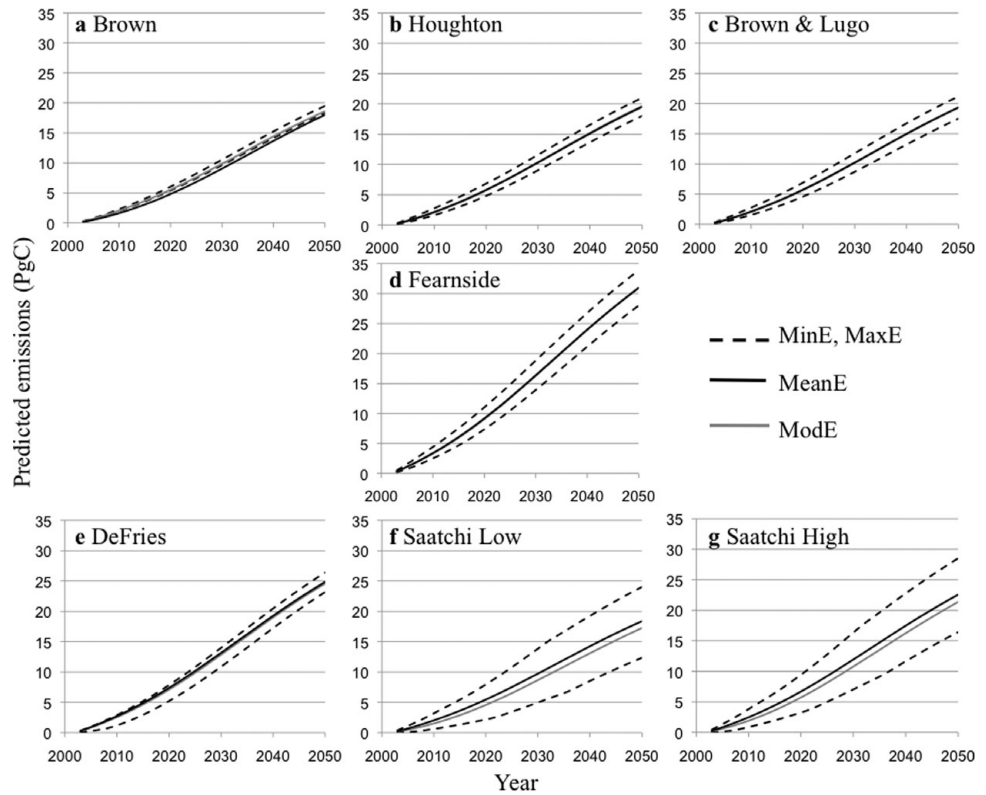 a Brown
b Houghton
c Brown & Lugo
35
30
25
20
15
10
5
0
2000 2010 2020 2030 2040 2050
35
30
25
20
15
10
5
0
2000 2010 2020 2030 2040 2050
35
30
25
20
15
10
5
0
2000 2010 2020 2030 2040 2050
Predicted emissions (PgC)
d Fearnside
35
30
25
20
15
10
5
0
2000 2010 2020 2030 2040 2050
MinE, MaxE
MeanE
ModE
e DeFries
f Saatchi Low
g Saatchi High
35
30
25
20
15
10
5
0
2000 2010 2020 2030 2040 2050
35
30
25
20
15
10
5
0
2000 2010 2020 2030 2040 2050
35
30
25
20
15
10
5
0
2000 2010 2020 2030 2040 2050
Year